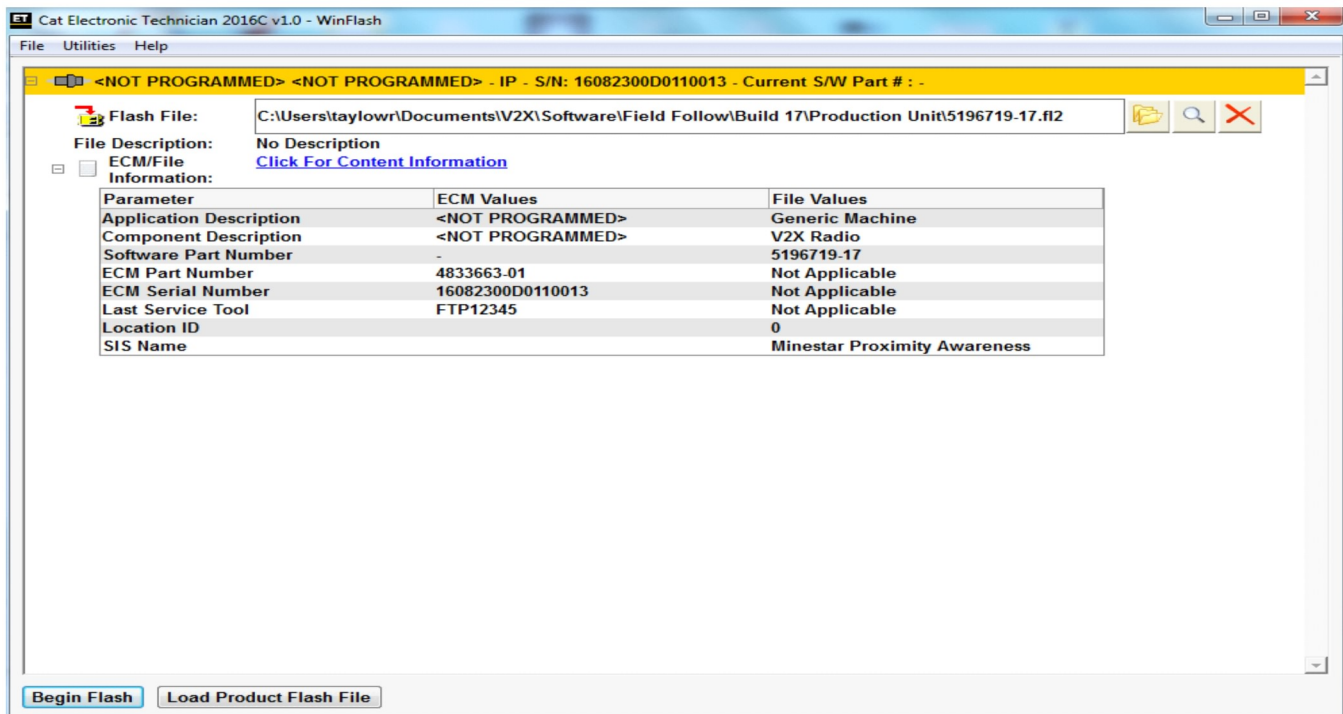 ET Cat Electronic Technician 2016C v1.0 - WinFlash
File Utilities Help
<NOT PROGRAMMED> <NOT PROGRAMMED> - IP - S/N: 16082300D0110013 - Current S/W Part # : -
Flash File: C:\Users\taylowr\Documents\V2X\Software\Field Follow\Build 17\Production Unit\5196719-17.fl2
File Description: No Description
ECM/File Information: Click For Content Information
Parameter ECM Values File Values
Application Description <NOT PROGRAMMED> Generic Machine
Component Description <NOT PROGRAMMED> V2X Radio
Software Part Number - 5196719-17
ECM Part Number 4833663-01 Not Applicable
ECM Serial Number 16082300D0110013 Not Applicable
Last Service Tool FTP12345 Not Applicable
Location ID 0
SIS Name Minestar Proximity Awareness
Begin Flash Load Product Flash File